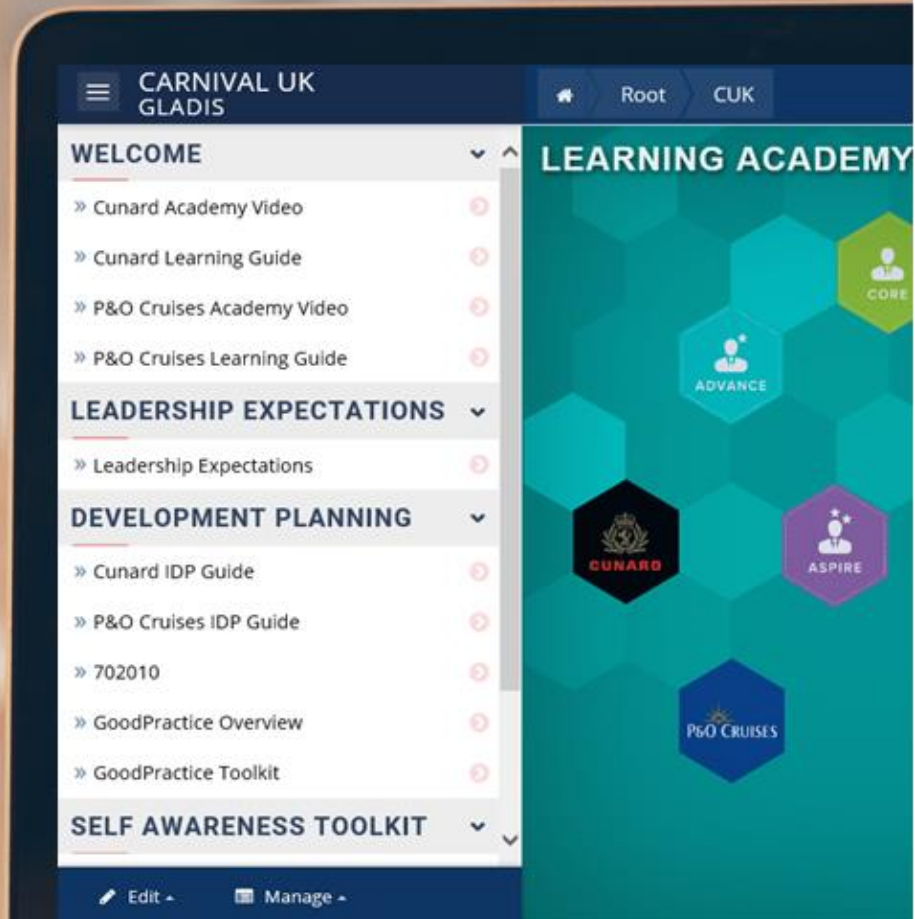 CARNIVAL UK
GLADIS
Root
CUK
WELCOME
» Cunard Academy Video
» Cunard Learning Guide
» P&O Cruises Academy Video
» P&O Cruises Learning Guide
LEADERSHIP EXPECTATIONS
» Leadership Expectations
DEVELOPMENT PLANNING
» Cunard IDP Guide
» P&O Cruises IDP Guide
» 702010
» GoodPractice Overview
» GoodPractice Toolkit
SELF AWARENESS TOOLKIT
Edit
Manage
LEARNING ACADEMY
CORE
ADVANCE
CUNARD
ASPIRE
P&O CRUISES